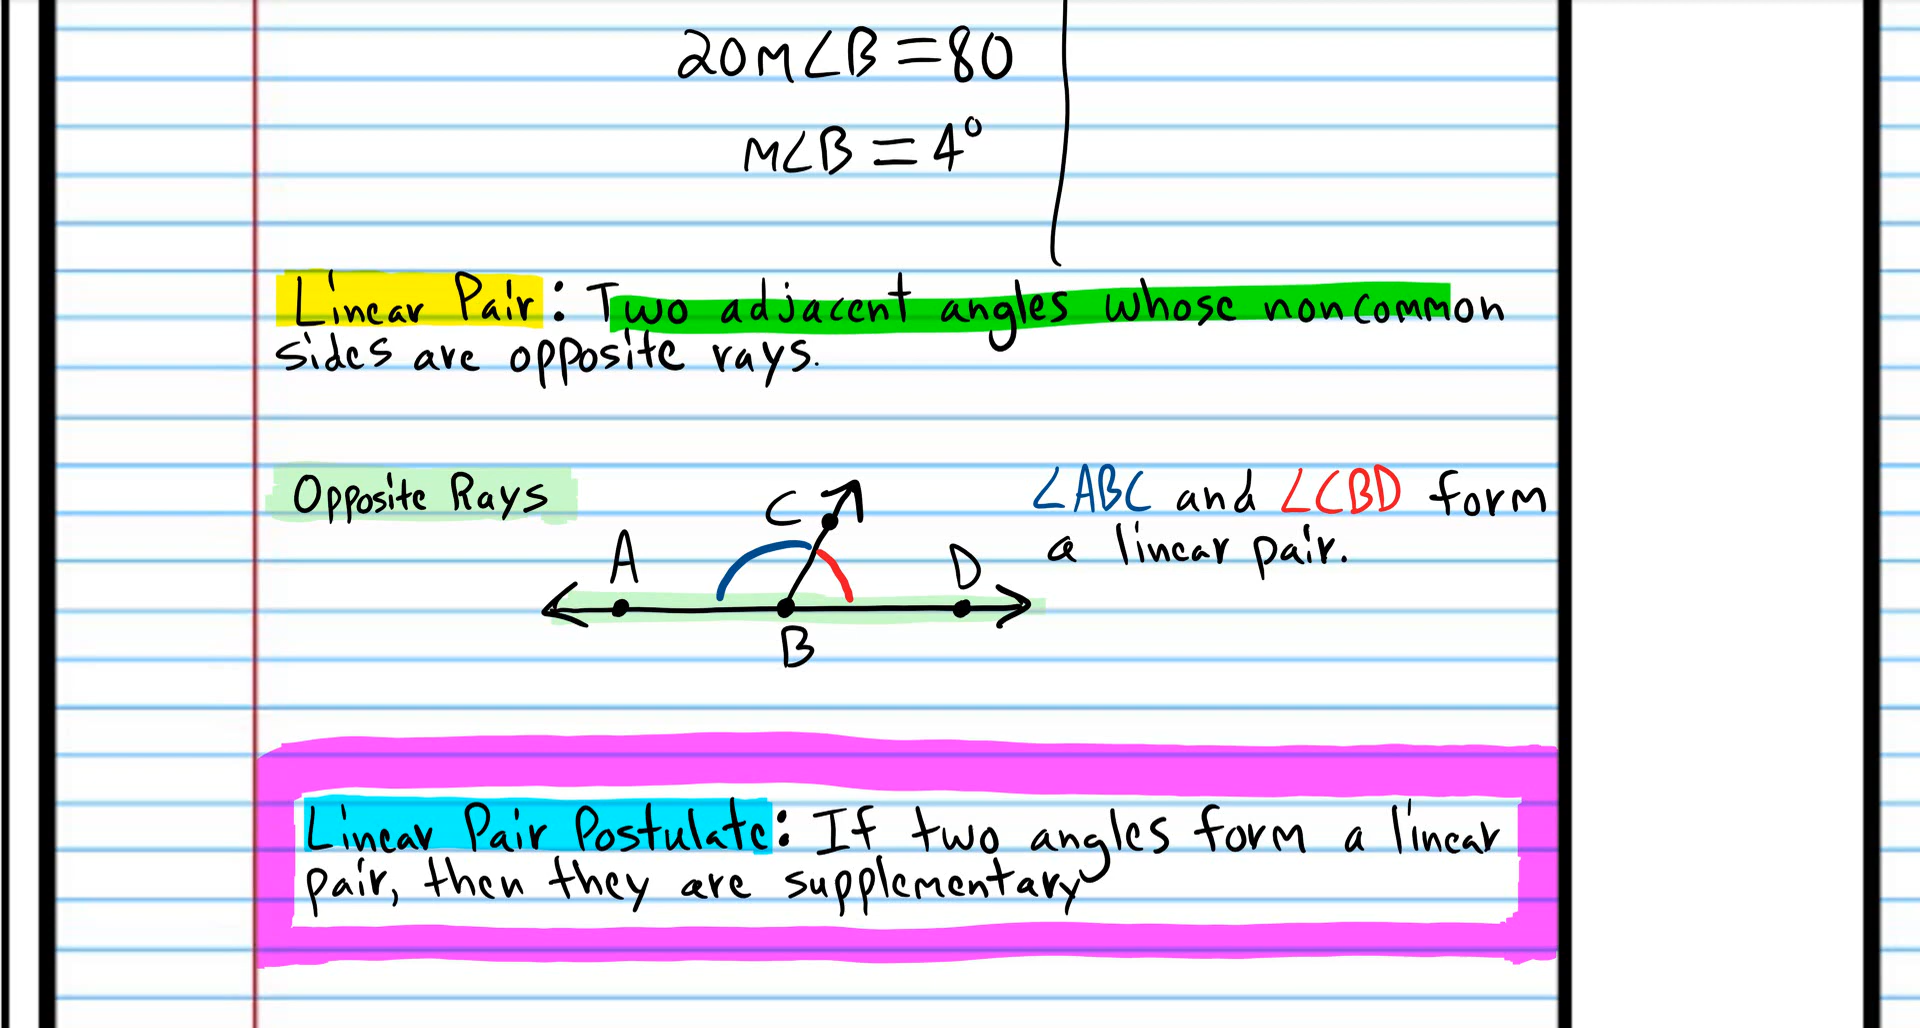 20m∠B = 80
m∠B = 4°
Linear Pair: Two adjacent angles whose noncommon
sides are opposite rays.
Opposite Rays
C
A
D
B
∠ABC and ∠CBD form
a linear pair.
Linear Pair Postulate: If two angles form a linear
pair, then they are supplementary